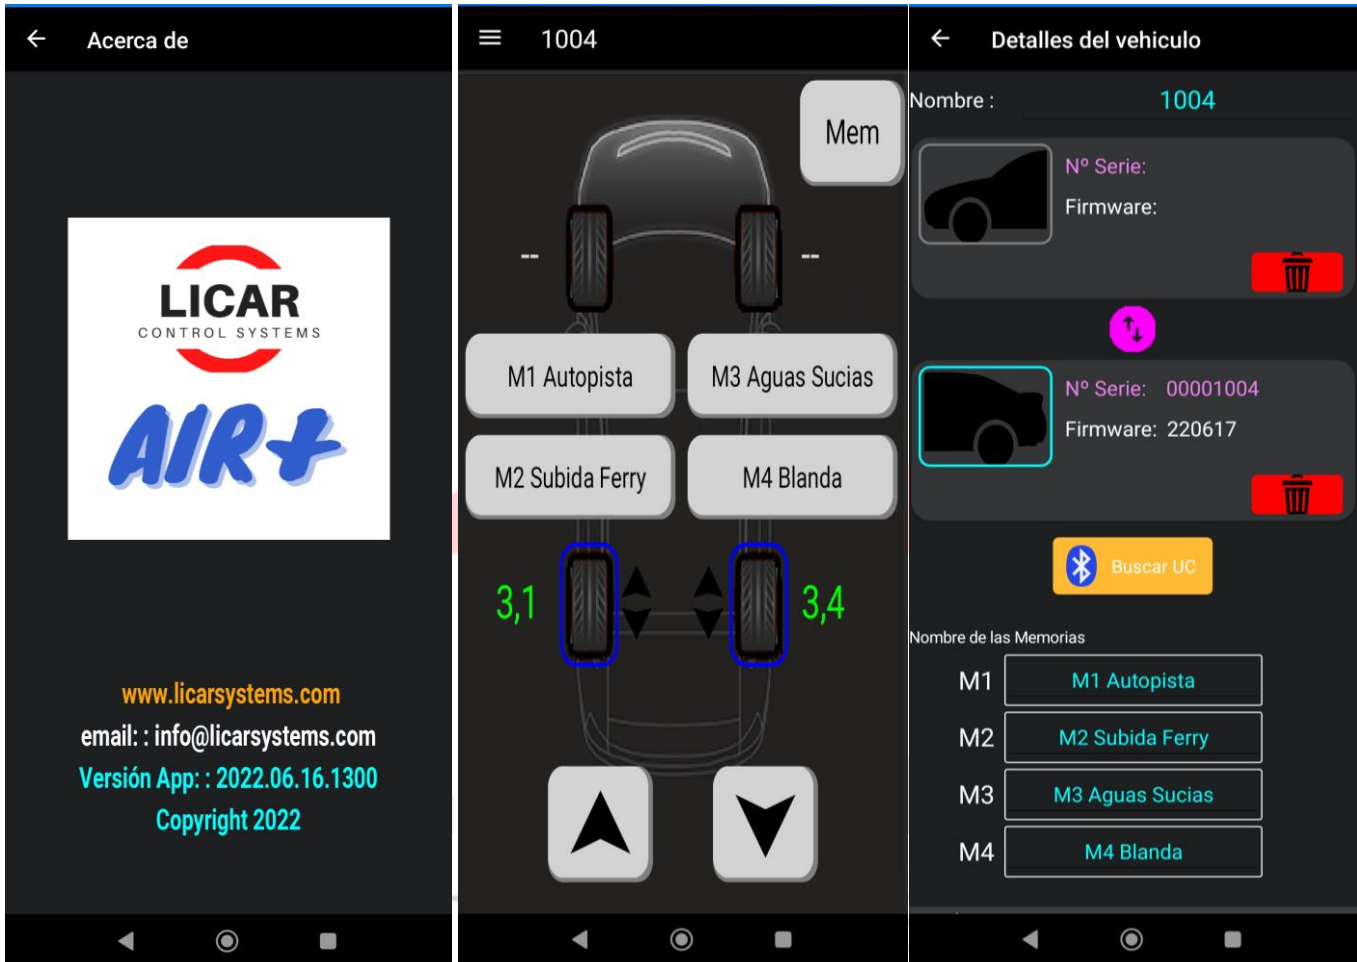 Acerca de
LICAR
CONTROL SYSTEMS
AIR+
www.licarsystems.com
email: : info@licarsystems.com
Versión App: : 2022.06.16.1300
Copyright 2022
1004
Mem
--
--
M1 Autopista
M3 Aguas Sucias
M2 Subida Ferry
M4 Blanda
3,1
3,4
Detalles del vehiculo
Nombre :
1004
Nº Serie:
Firmware:
Nº Serie: 00001004
Firmware: 220617
Buscar UC
Nombre de las Memorias
M1 M1 Autopista
M2 M2 Subida Ferry
M3 M3 Aguas Sucias
M4 M4 Blanda